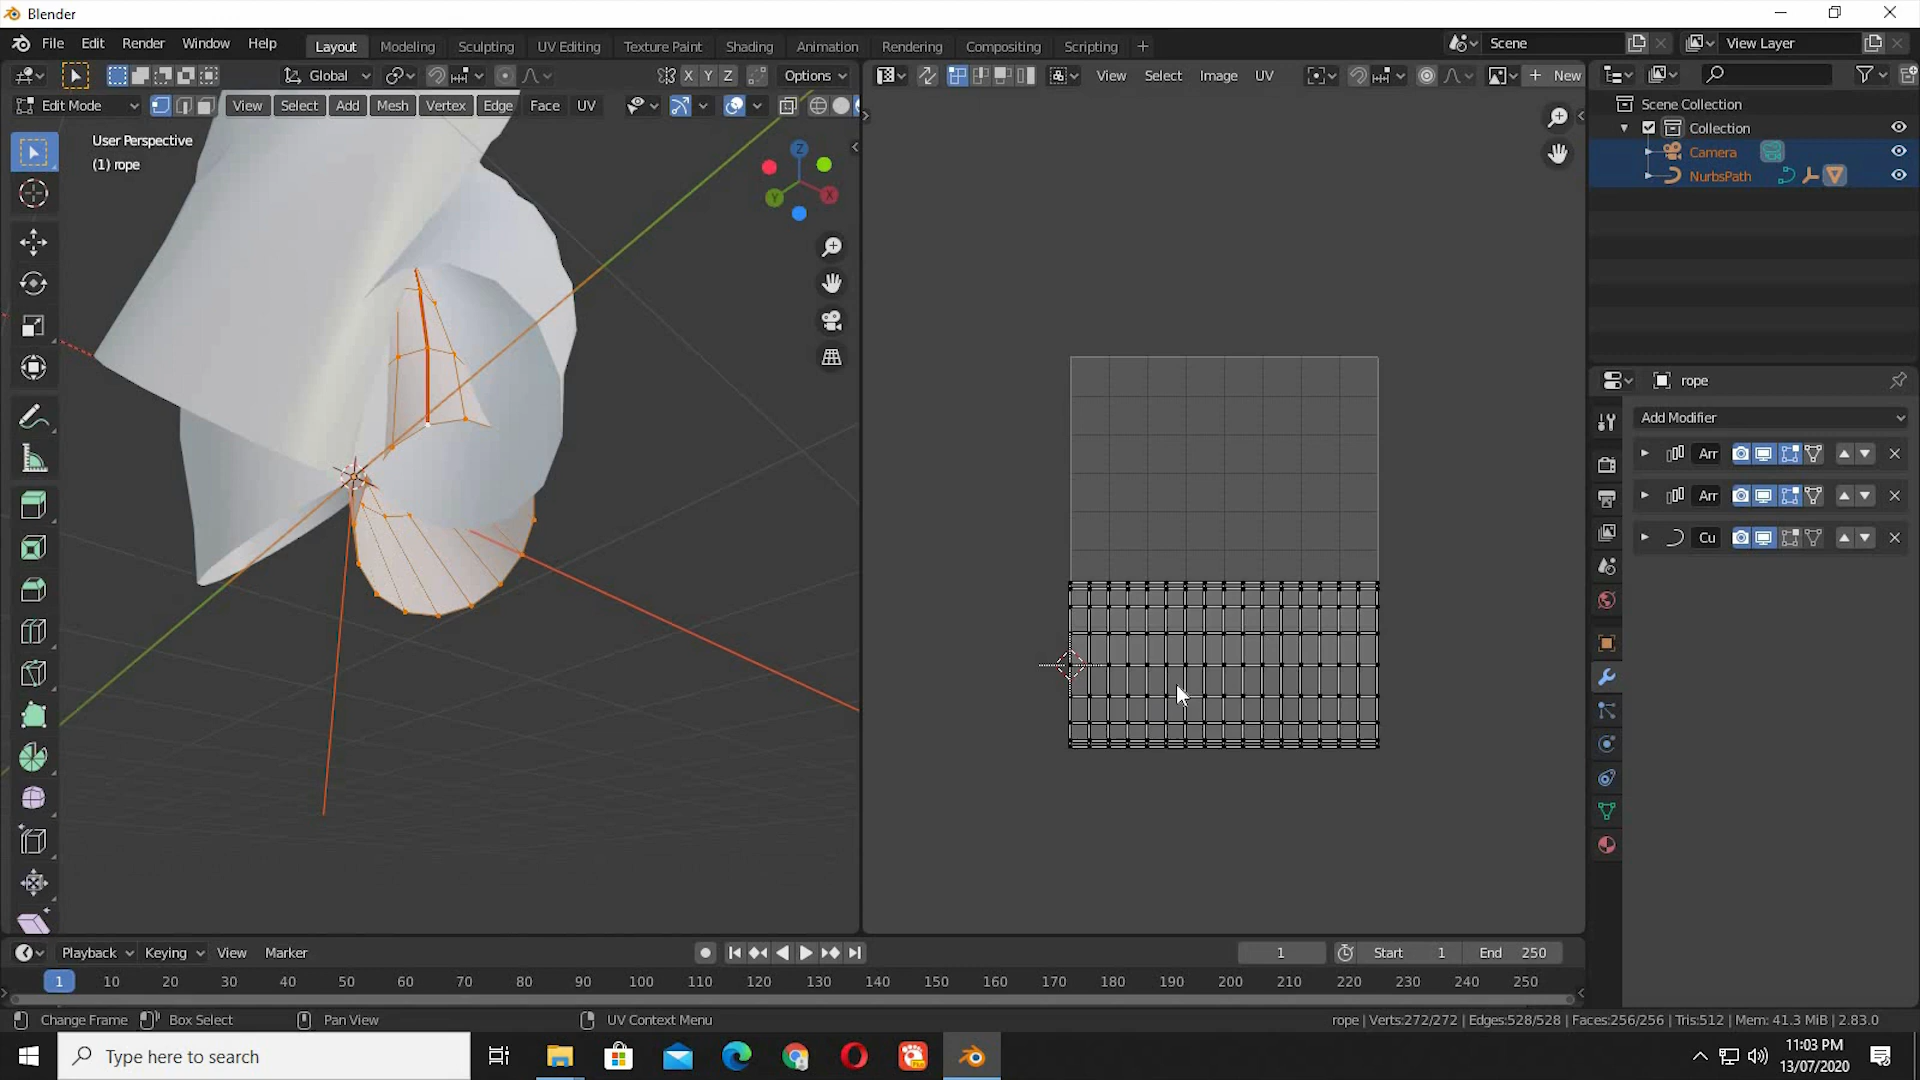 Blender
File Edit Render Window Help Layout Modeling Sculpting UV Editing Texture Paint Shading Animation Rendering Compositing Scripting + Scene View Layer
Global X Y Z Options View Select Image UV + New
Edit Mode View Select Add Mesh Vertex Edge Face UV
Scene Collection
Collection
Camera
NurbsPath
User Perspective
(1) rope
Z
X
Y
rope
Add Modifier
Arr
Arr
Cu
Playback Keying View Marker 1 Start 1 End 250
1 10 20 30 40 50 60 70 80 90 100 110 120 130 140 150 160 170 180 190 200 210 220 230 240 250
Change Frame Box Select Pan View UV Context Menu rope | Verts:272/272 | Edges:528/528 | Faces:256/256 | Tris:512 | Mem: 41.3 MiB | 2.83.0
Type here to search
11:03 PM
13/07/2020